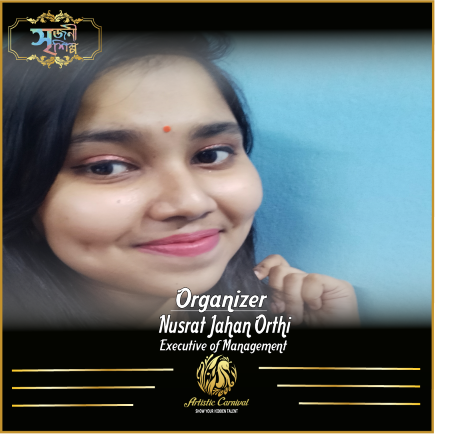 সৃজনী
শিল্প
Organizer
Nusrat Jahan Orthi
Executive of Management
Artistic Carnival
SHOW YOUR HIDDEN TALENT